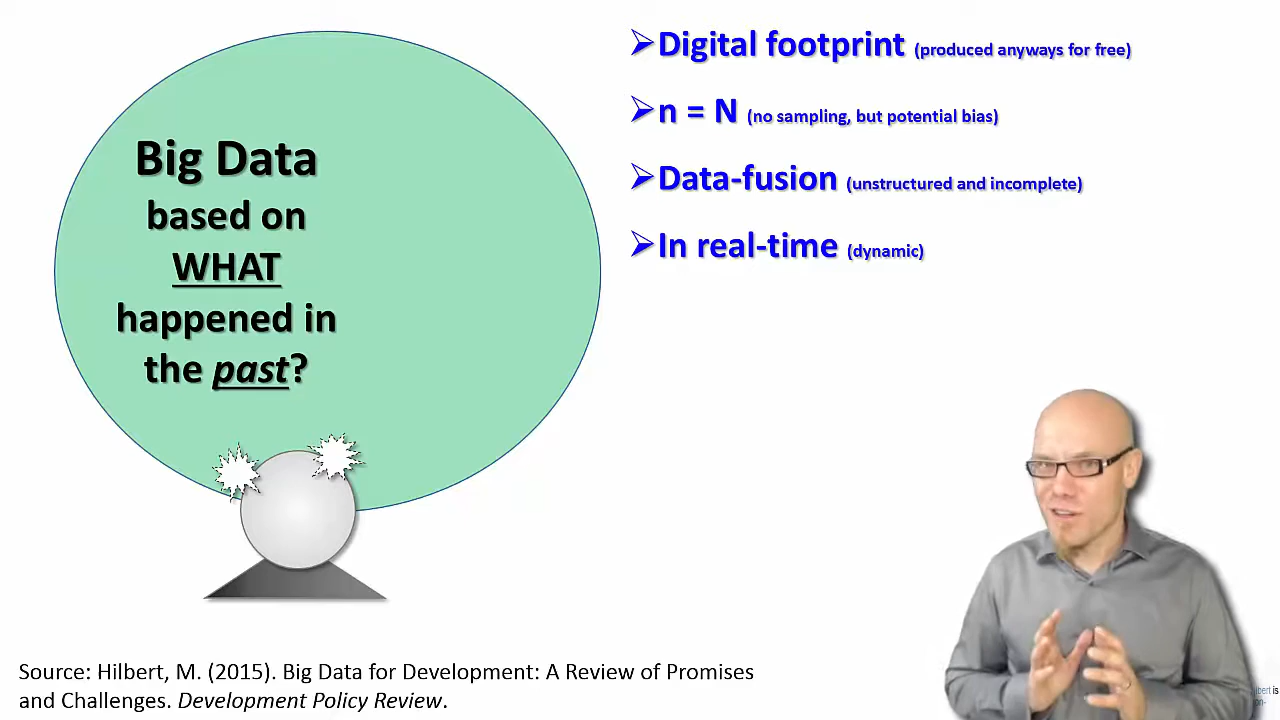 Big Data
based on
WHAT
happened in
the past?
➢Digital footprint (produced anyways for free)
➢n = N (no sampling, but potential bias)
➢Data-fusion (unstructured and incomplete)
➢In real-time (dynamic)
Source: Hilbert, M. (2015). Big Data for Development: A Review of Promises
and Challenges. Development Policy Review.
is